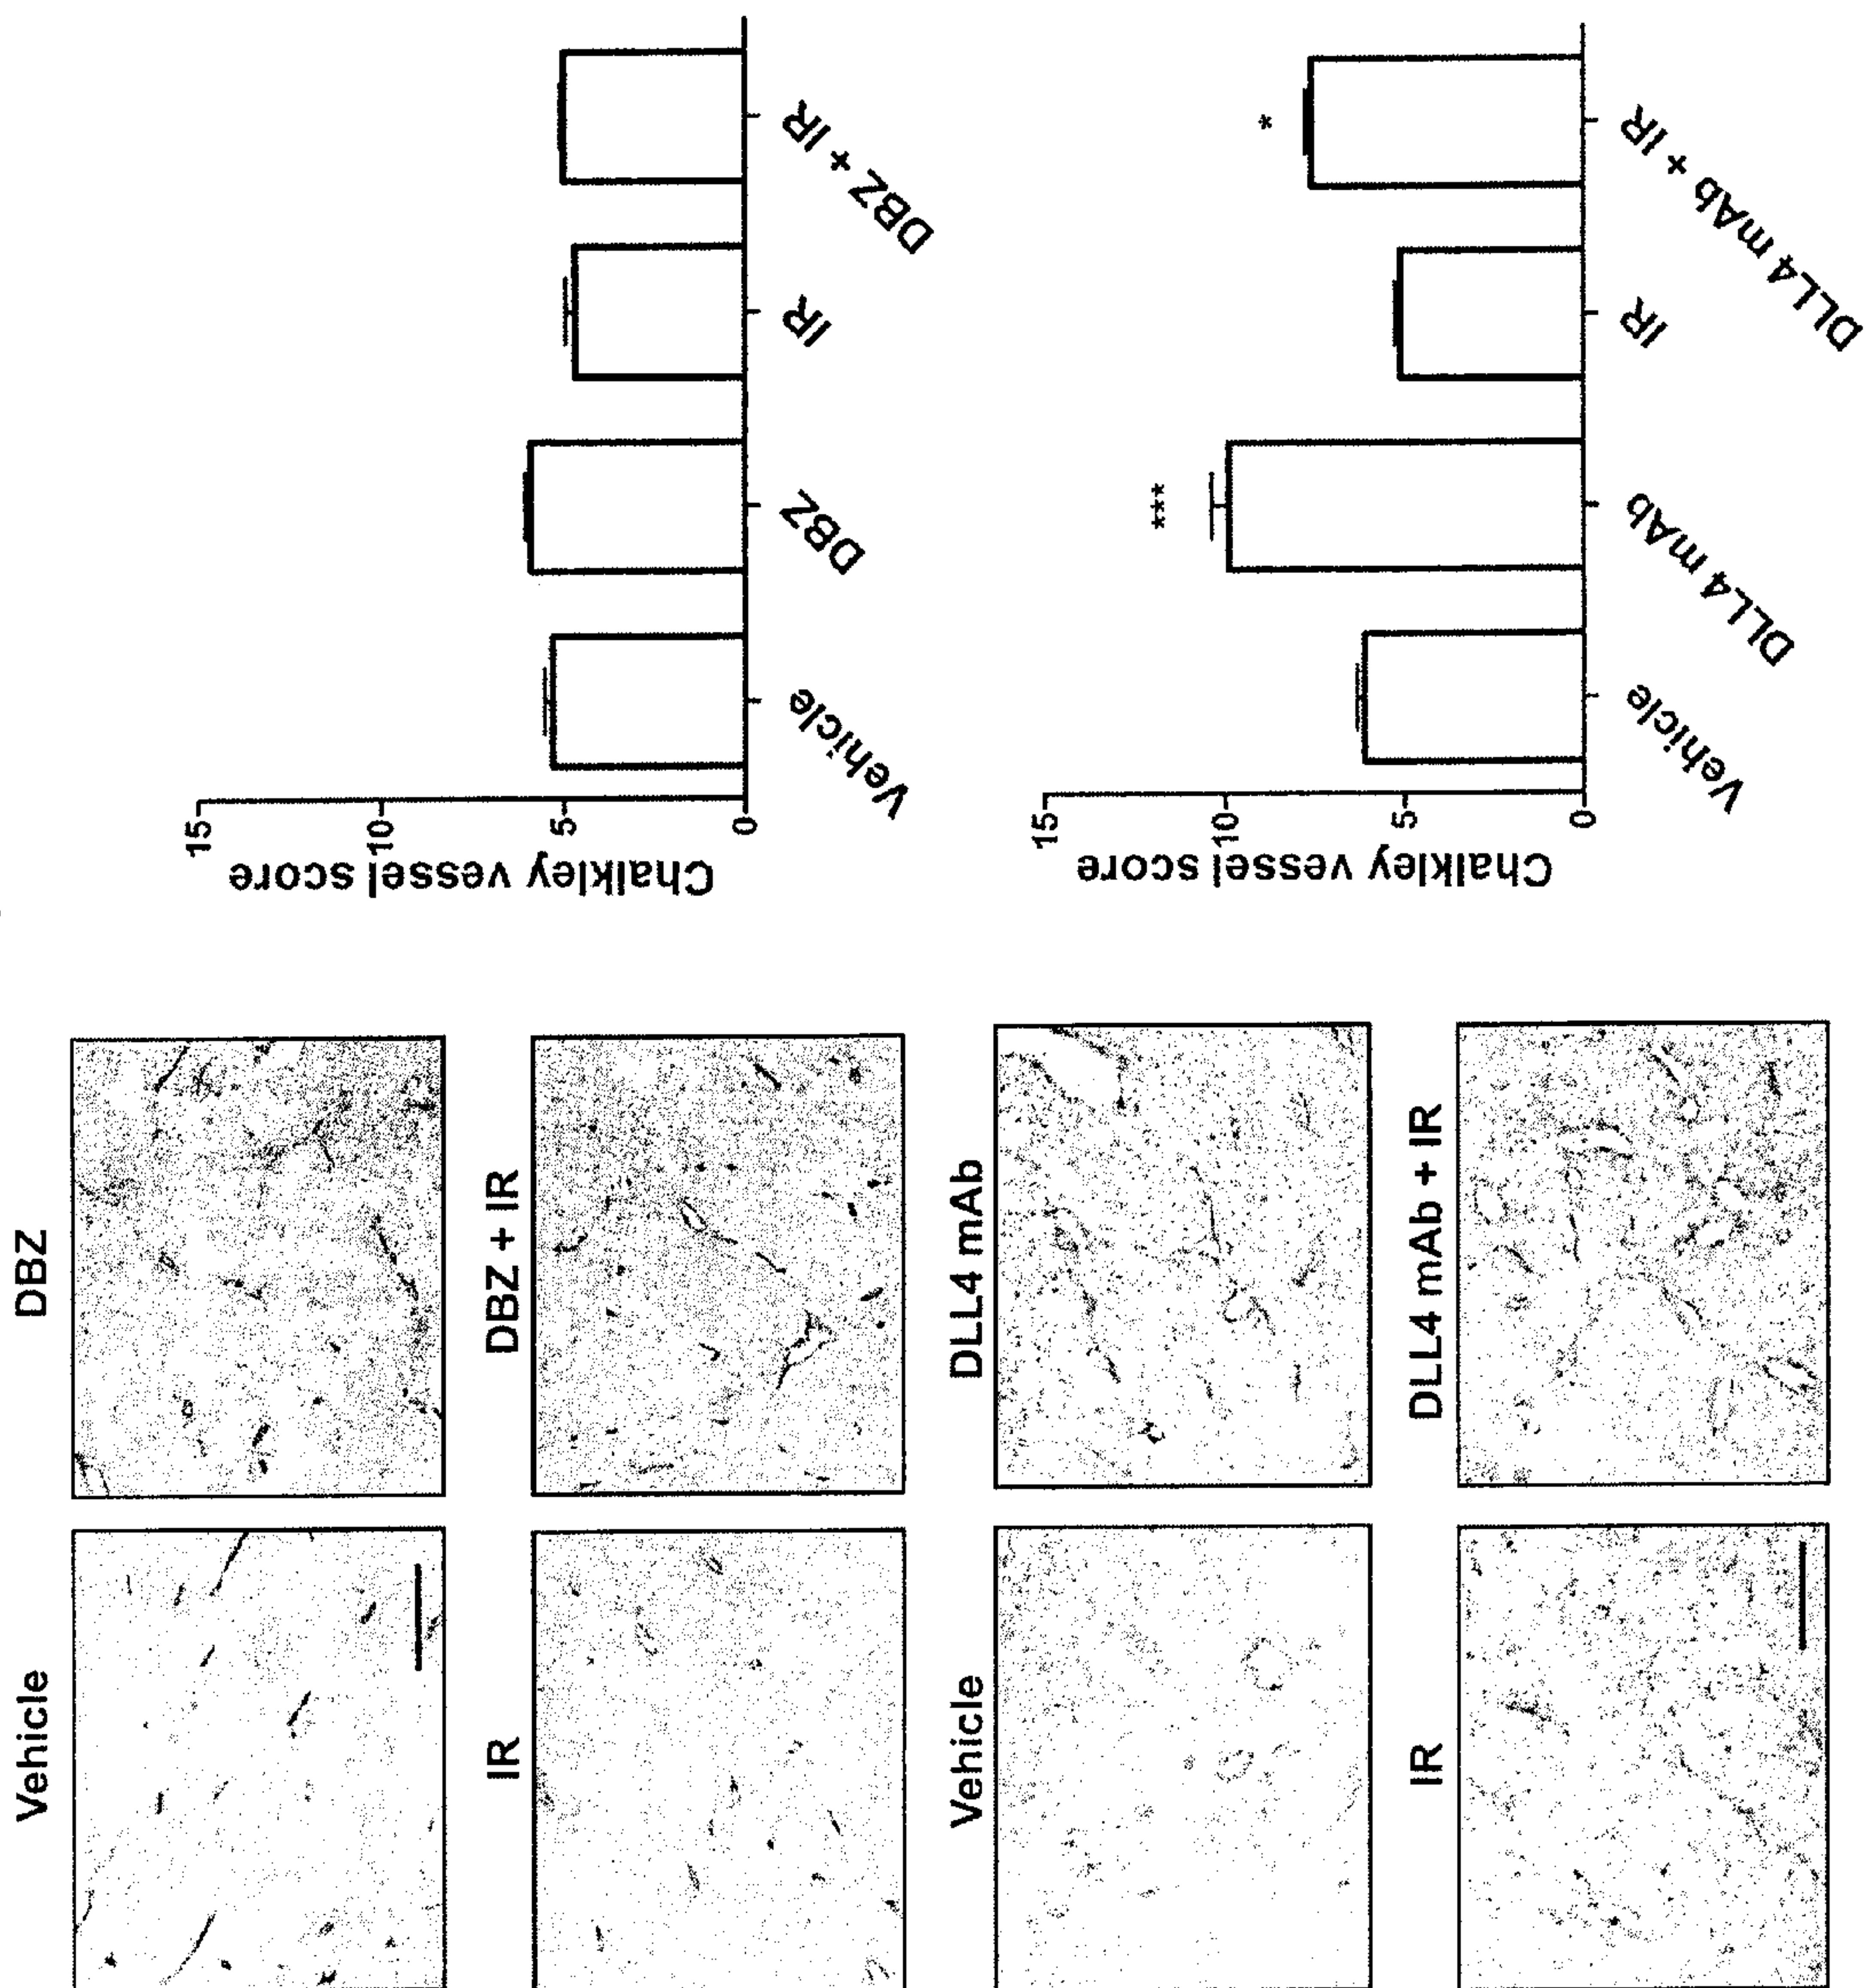 Vehicle
DBZ
IR
DBZ + IR
Vehicle
DLL4 mAb
IR
DLL4 mAb + IR
Chalkley vessel score
15
10
5
0
Vehicle
DBZ
IR
DBZ + IR
Chalkley vessel score
15
10
5
0
***
*
Vehicle
DLL4 mAb
IR
DLL4 mAb + IR